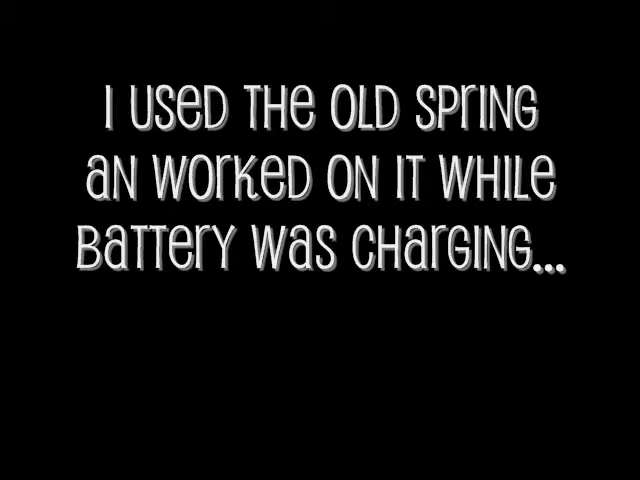 I USED THE OLD SPRING
AN WORKED ON IT WHILE
BATTERY WAS CHARGING...